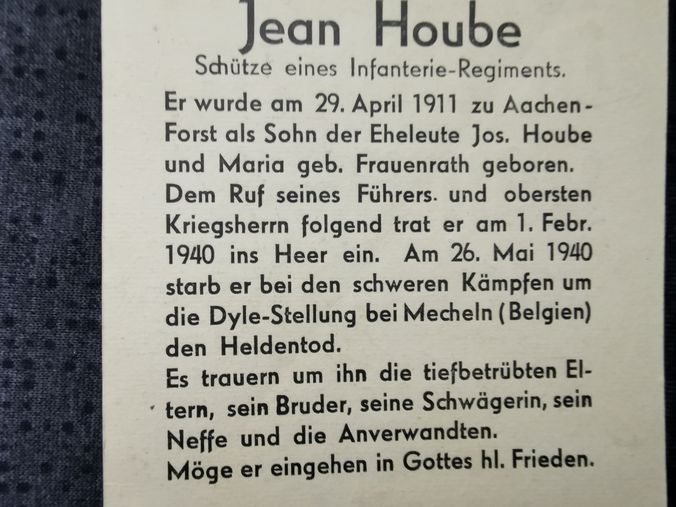 Jean Hoube
Schütze eines Infanterie-Regiments.
Er wurde am 29. April 1911 zu Aachen-
Forst als Sohn der Eheleute Jos. Hoube
und Maria geb. Frauenrath geboren.
Dem Ruf seines Führers. und obersten
Kriegsherrn folgend trat er am 1. Febr.
1940 ins Heer ein. Am 26. Mai 1940
starb er bei den schweren Kämpfen um
die Dyle-Stellung bei Mecheln (Belgien)
den Heldentod.
Es trauern um ihn die tiefbetrübten El-
tern, sein Bruder, seine Schwägerin, sein
Neffe und die Anverwandten.
Möge er eingehen in Gottes hl. Frieden.